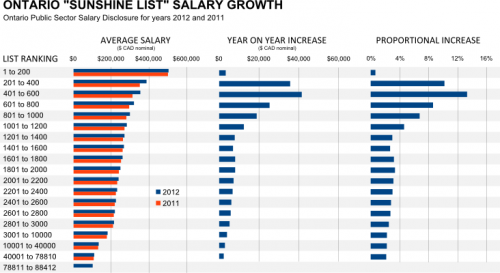 ONTARIO "SUNSHINE LIST" SALARY GROWTH
Ontario Public Sector Salary Disclosure for years 2012 and 2011
AVERAGE SALARY
($ CAD nominal)
YEAR ON YEAR INCREASE
($ CAD nominal)
PROPORTIONAL INCREASE
LIST RANKING
$0 $200,000 $400,000 $600,000
$0 $20,000 $40,000 $60,000
0% 4% 8% 12% 16%
1 to 200
201 to 400
401 to 600
601 to 800
801 to 1000
1001 to 1200
1201 to 1400
1401 to 1600
1601 to 1800
1801 to 2000
2001 to 2200
2201 to 2400
2401 to 2600
2601 to 2800
2801 to 3000
3001 to 10000
10001 to 40000
40001 to 78810
78811 to 88412
2012
2011